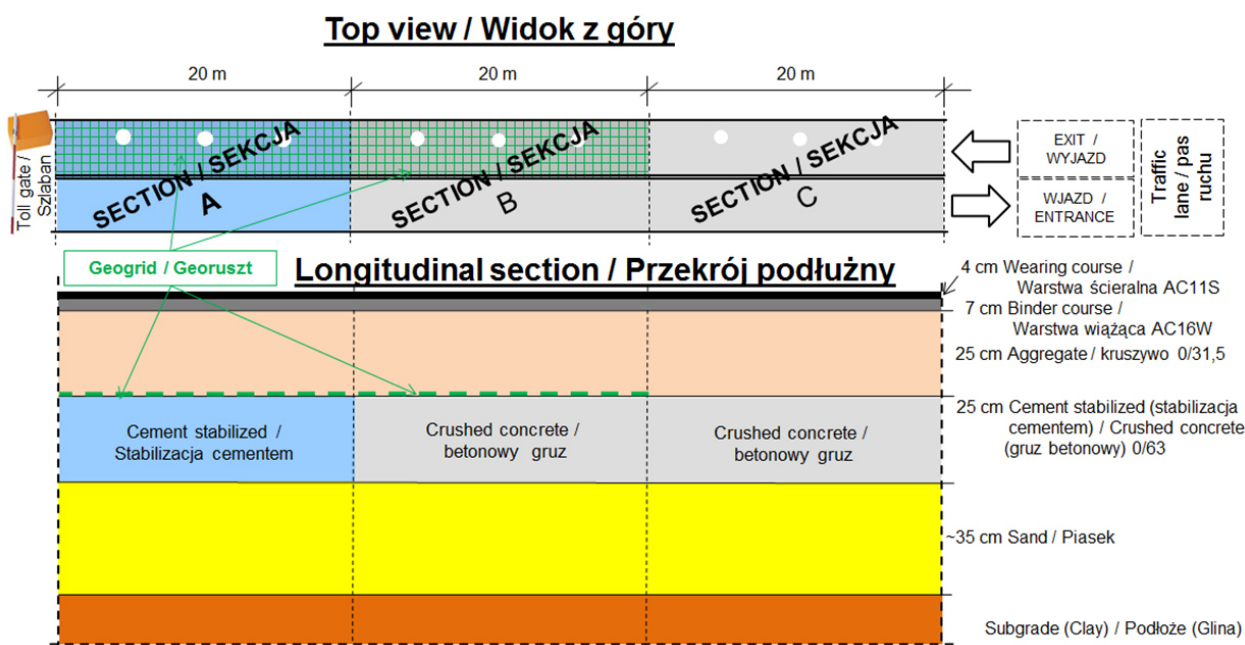 Top view / Widok z góry
20 m
20 m
20 m
Toll gate /
Szlaban
SECTION / SEKCJA
A
SECTION / SEKCJA
B
SECTION / SEKCJA
C
EXIT /
WYJAZD
WJAZD /
ENTRANCE
Traffic
lane / pas
ruchu
Geogrid / Georuszt
Longitudinal section / Przekrój podłużny
4 cm Wearing course /
Warstwa ścieralna AC11S
7 cm Binder course /
Warstwa wiążąca AC16W
25 cm Aggregate / kruszywo 0/31,5
Cement stabilized /
Stabilizacja cementem
Crushed concrete /
betonowy gruz
Crushed concrete /
betonowy gruz
25 cm Cement stabilized (stabilizacja
cementem) / Crushed concrete
(gruz betonowy) 0/63
~35 cm Sand / Piasek
Subgrade (Clay) / Podłoże (Glina)